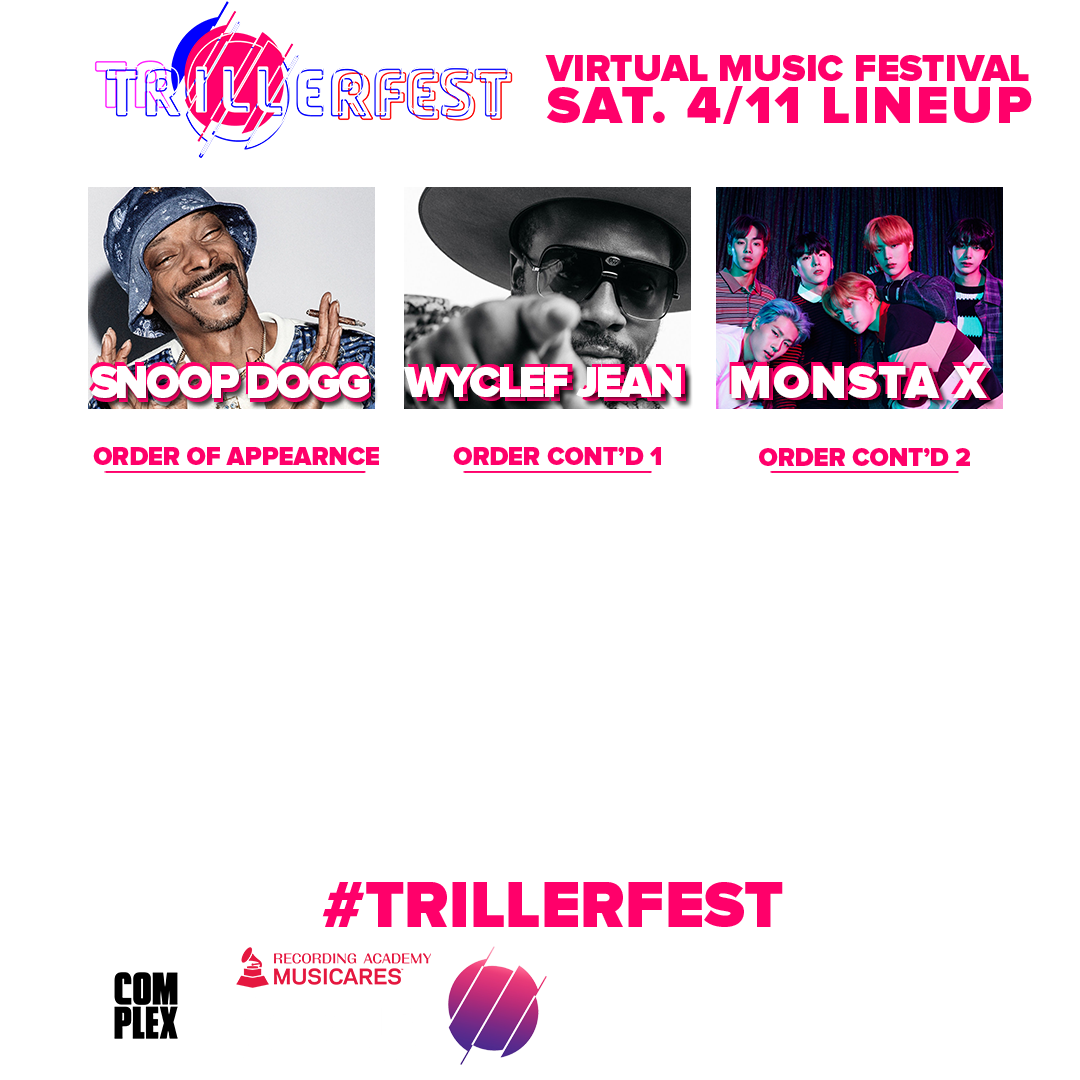 TRILLERFEST
VIRTUAL MUSIC FESTIVAL
SAT. 4/11 LINEUP
SNOOP DOGG
WYCLEF JEAN
MONSTA X
ORDER OF APPEARNCE
ORDER CONT’D 1
ORDER CONT’D 2
#TRILLERFEST
RECORDING ACADEMY
MUSICARES
COM
PLEX